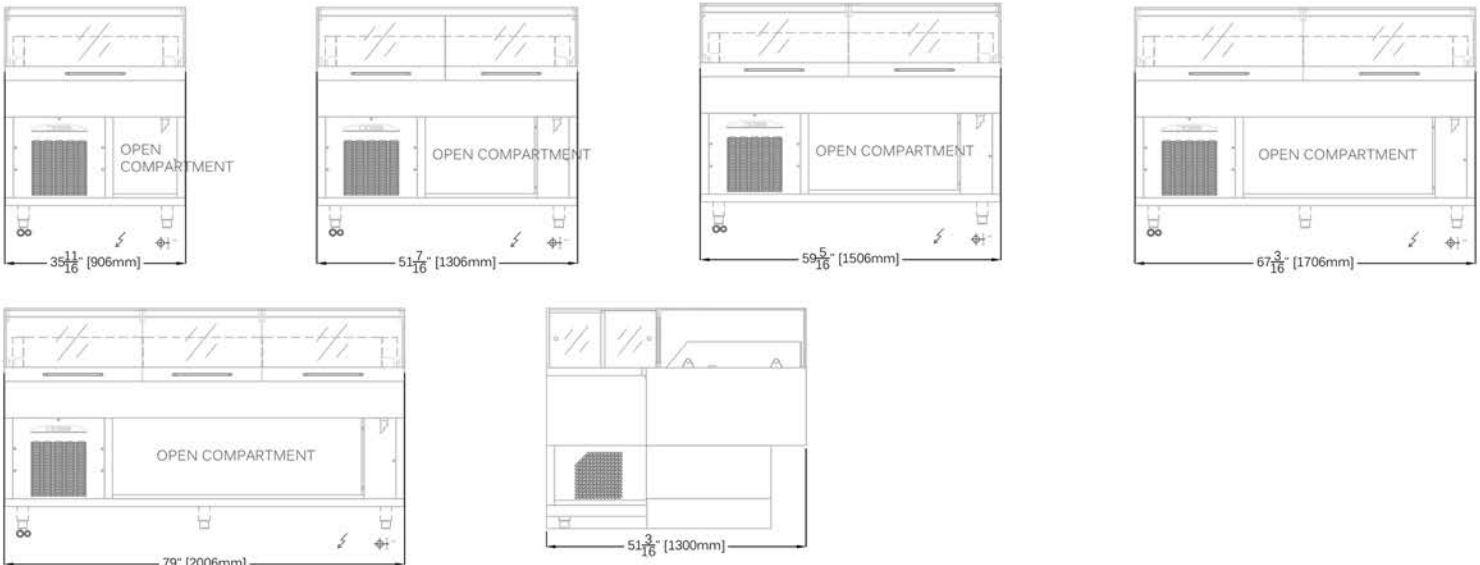 OPEN
COMPARTMENT
OPEN COMPARTMENT
OPEN COMPARTMENT
OPEN COMPARTMENT
35 11/16" [906mm]
51 7/16" [1306mm]
59 5/16" [1506mm]
67 3/16" [1706mm]
OPEN COMPARTMENT
79" [2006mm]
51 3/16" [1300mm]